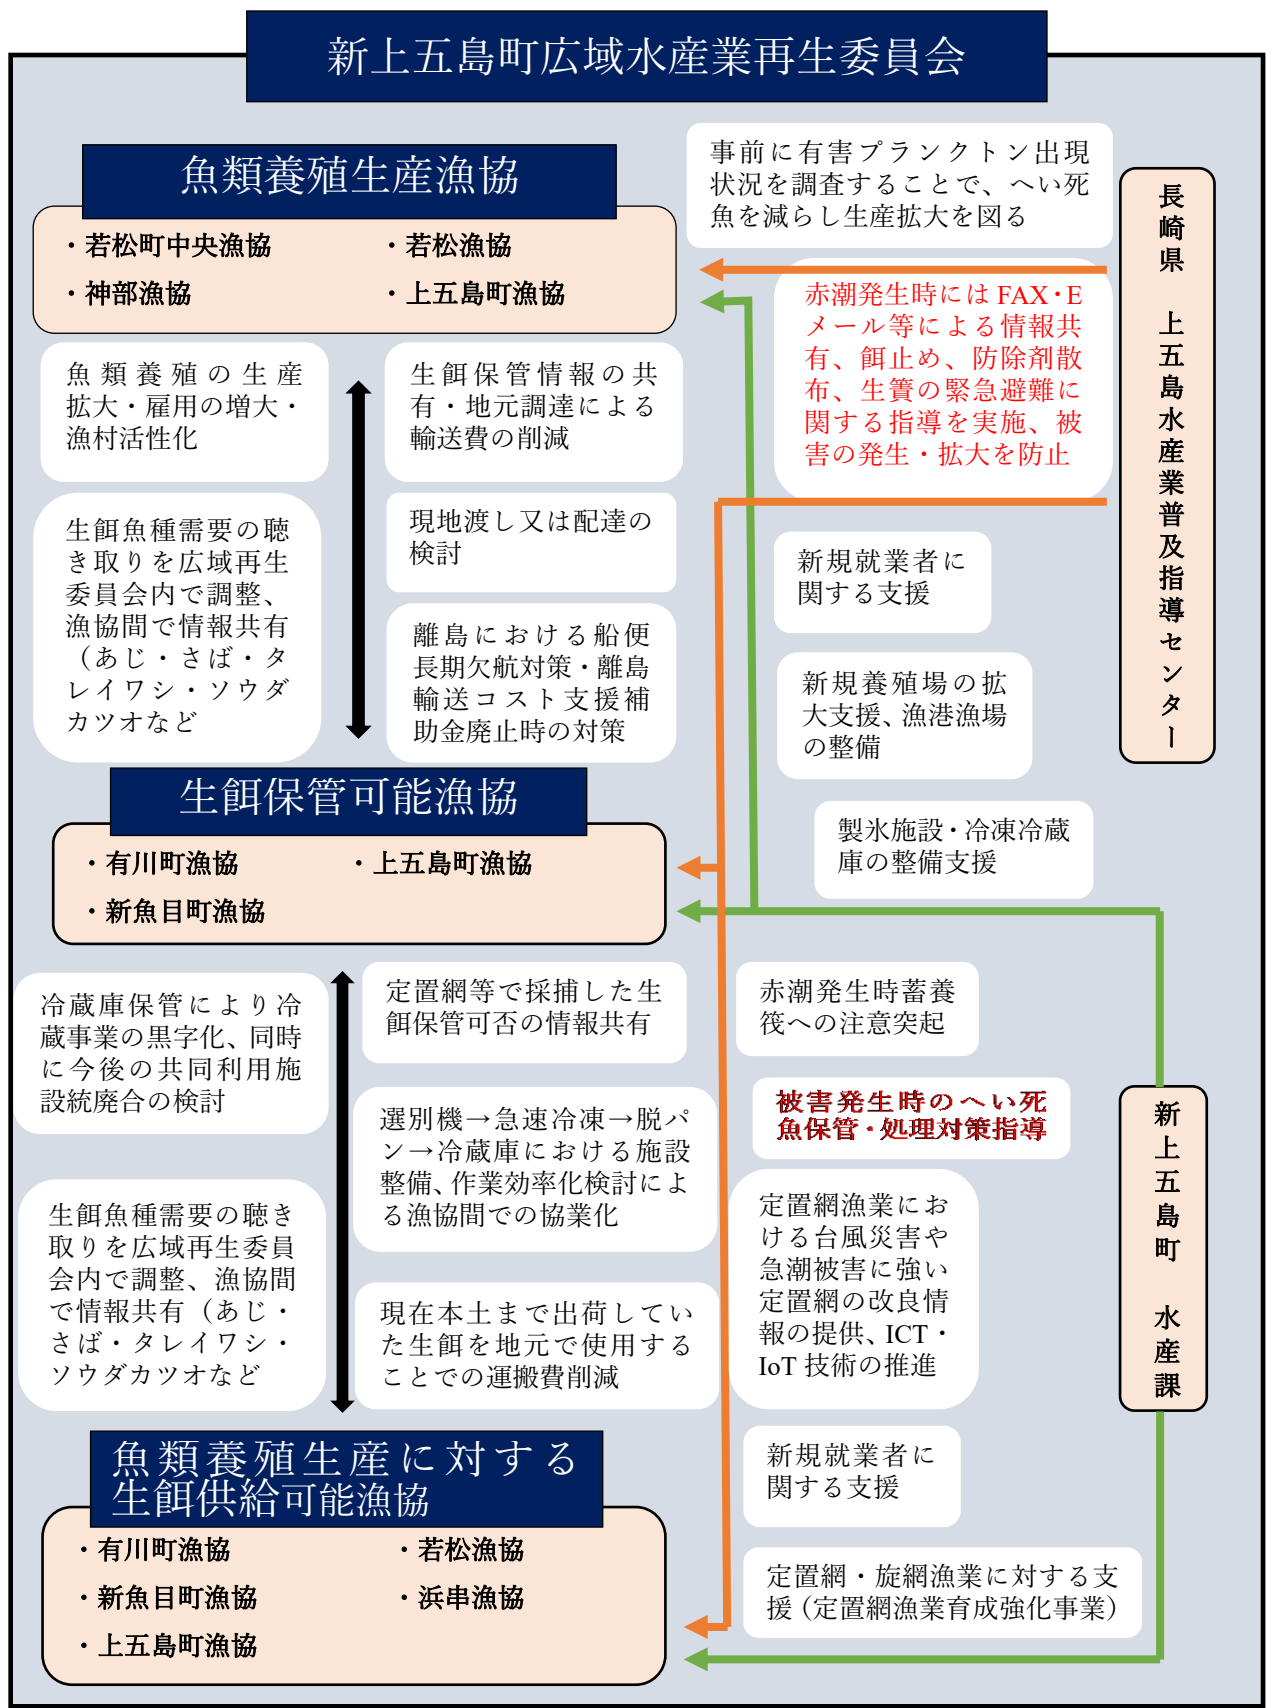 新上五島町広域水産業再生委員会
魚類養殖生産漁協
・若松町中央漁協
・若松漁協
・神部漁協
・上五島町漁協
事前に有害プランクトン出現
状況を調査することで、へい死
魚を減らし生産拡大を図る
赤潮発生時には FAX・E
メール等による情報共
有、餌止め、防除剤散
布、生簀の緊急避難に
関する指導を実施、被
害の発生・拡大を防止
長崎県 上五島水産業普及指導センター
魚類養殖の生産
拡大・雇用の増大・
漁村活性化
生餌保管情報の共
有・地元調達による
輸送費の削減
生餌魚種需要の聴
き取りを広域再生
委員会内で調整、
漁協間で情報共有
（あじ・さば・タ
レイワシ・ソウダ
カツオなど
現地渡し又は配達の
検討
離島における船便
長期欠航対策・離島
輸送コスト支援補
助金廃止時の対策
新規就業者に
関する支援
新規養殖場の拡
大支援、漁港漁場
の整備
製氷施設・冷凍冷蔵
庫の整備支援
生餌保管可能漁協
・有川町漁協
・上五島町漁協
・新魚目町漁協
冷蔵庫保管により冷
蔵事業の黒字化、同時
に今後の共同利用施
設統廃合の検討
定置網等で採捕した生
餌保管可否の情報共有
選別機→急速冷凍→脱パ
ン→冷蔵庫における施設
整備、作業効率化検討によ
る漁協間での協業化
生餌魚種需要の聴き
取りを広域再生委員
会内で調整、漁協間
で情報共有（あじ・
さば・タレイワシ・
ソウダカツオなど
現在本土まで出荷してい
た生餌を地元で使用する
ことでの運搬費削減
赤潮発生時蓄養
筏への注意突起
被害発生時のへい死
魚保管・処理対策指導
定置網漁業にお
ける台風災害や
急潮被害に強い
定置網の改良情
報の提供、ICT・
IoT 技術の推進
新規就業者に
関する支援
定置網・旋網漁業に対する支
援（定置網漁業育成強化事業）
新上五島町 水産課
魚類養殖生産に対する
生餌供給可能漁協
・有川町漁協
・若松漁協
・新魚目町漁協
・浜串漁協
・上五島町漁協